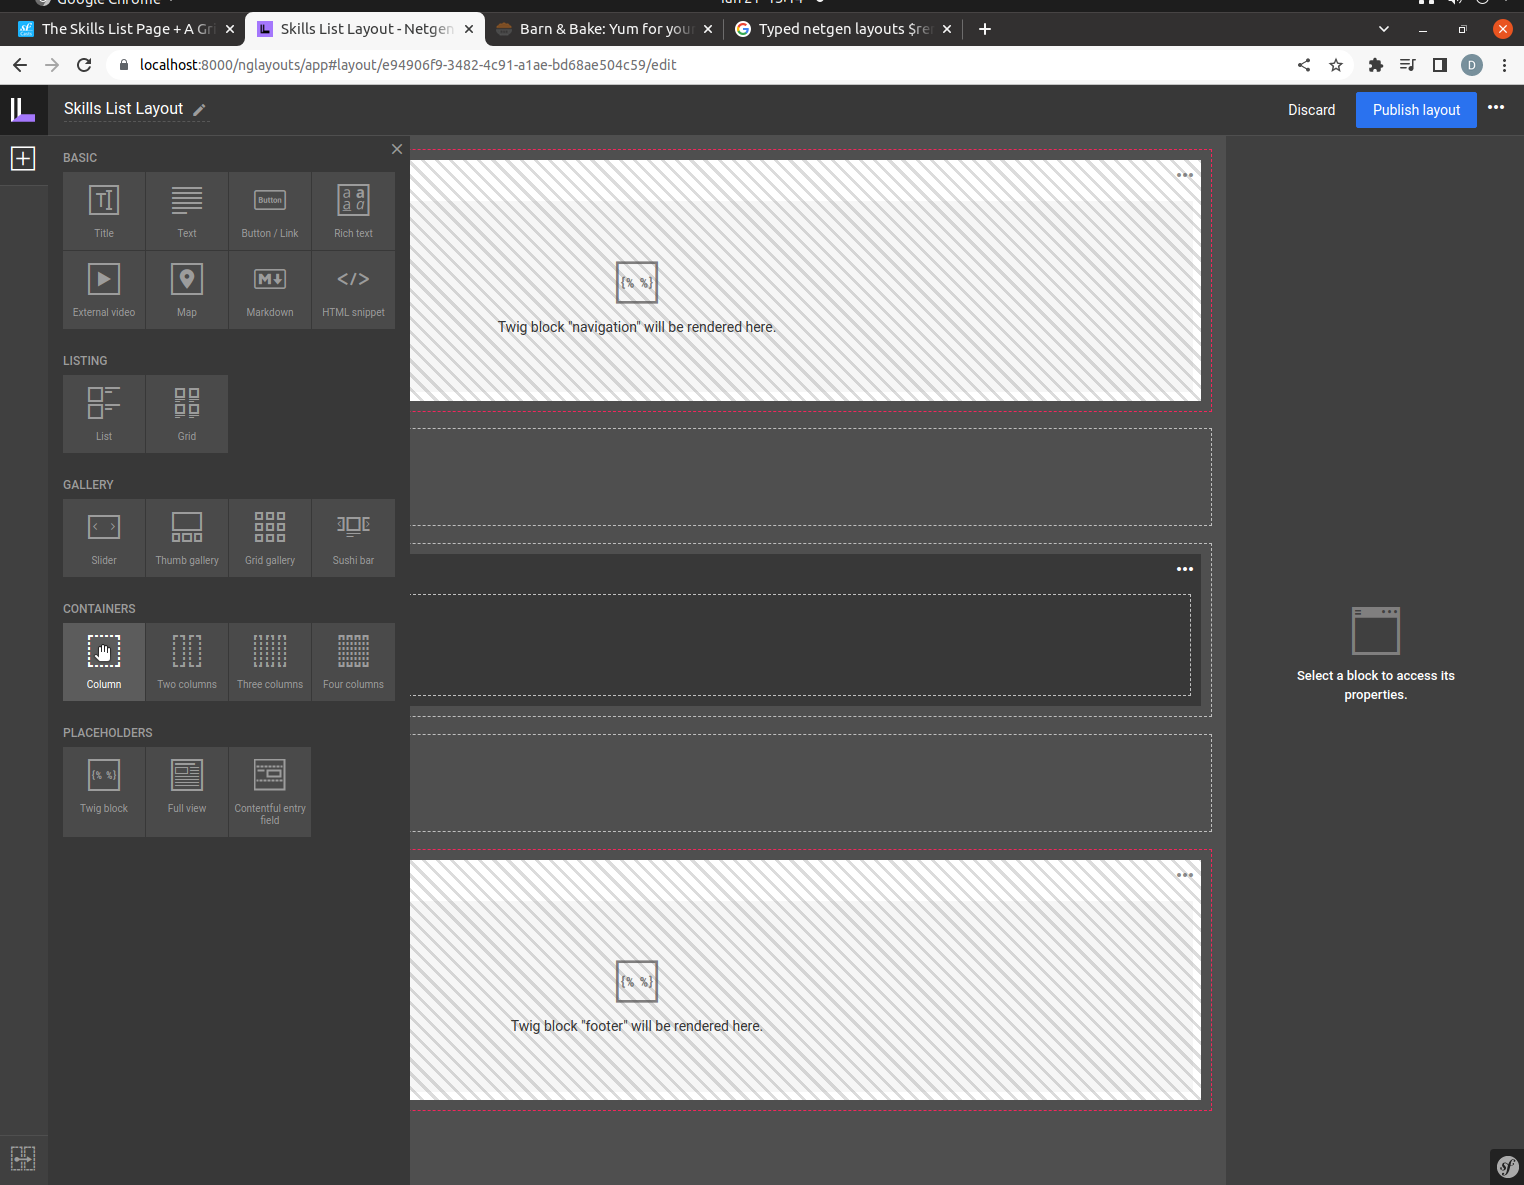 Google Chrome
The Skills List Page + A Gri
Skills List Layout - Netgen
Barn & Bake: Yum for your
Typed netgen layouts $re
localhost:8000/nglayouts/app#layout/e94906f9-3482-4c91-a1ae-bd68ae504c59/edit
D
Skills List Layout
Discard
Publish layout
BASIC
Title
Text
Button
Button / Link
Rich text
External video
Map
Markdown
HTML snippet
LISTING
List
Grid
GALLERY
Slider
Thumb gallery
Grid gallery
Sushi bar
CONTAINERS
Column
Two columns
Three columns
Four columns
PLACEHOLDERS
{% %}
Twig block
Full view
Contentful entry
field
{% %}
Twig block "navigation" will be rendered here.
{% %}
Twig block "footer" will be rendered here.
Select a block to access its
properties.